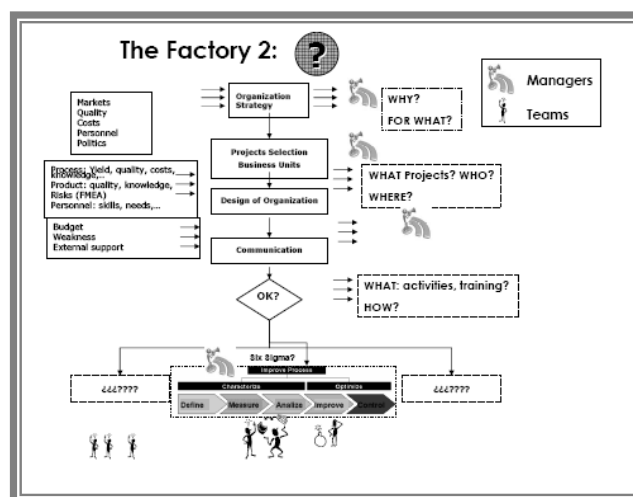 The Factory 2:
?
Managers
Teams
Markets
Quality
Costs
Personnel
Politics
Organization
Strategy
WHY?
FOR WHAT?
Projects Selection
Business Units
Process: Yield, quality, costs,
knowledge,..
Product: quality, knowledge,
Risks (FMEA)
Personnel: skills, needs,...
WHAT Projects? WHO?
WHERE?
Design of Organization
Budget
Weakness
External support
Communication
OK?
WHAT: activities, training?
HOW?
Six Sigma?
Improve Process
Characterize
Optimize
¿¿¿????
Define
Measure
Analize
Improve
Control
¿¿¿????